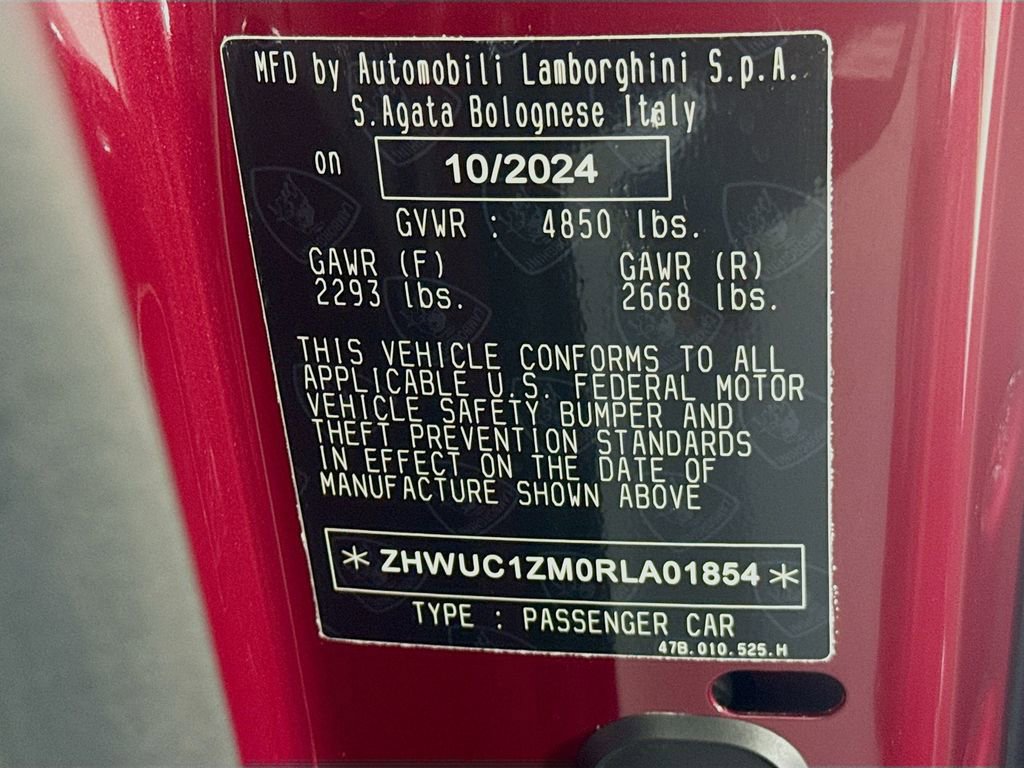 MFD by Automobili Lamborghini S.p.A.
S.Agata Bolognese Italy
on 10/2024
GVWR : 4850 lbs.
GAWR (F) GAWR (R)
2293 lbs. 2668 lbs.
THIS VEHICLE CONFORMS TO ALL
APPLICABLE U.S. FEDERAL MOTOR
VEHICLE SAFETY BUMPER AND
THEFT PREVENTION STANDARDS
IN EFFECT ON THE DATE OF
MANUFACTURE SHOWN ABOVE
* ZHWUC1ZM0RLA01854 *
TYPE : PASSENGER CAR
47B.010.525.H